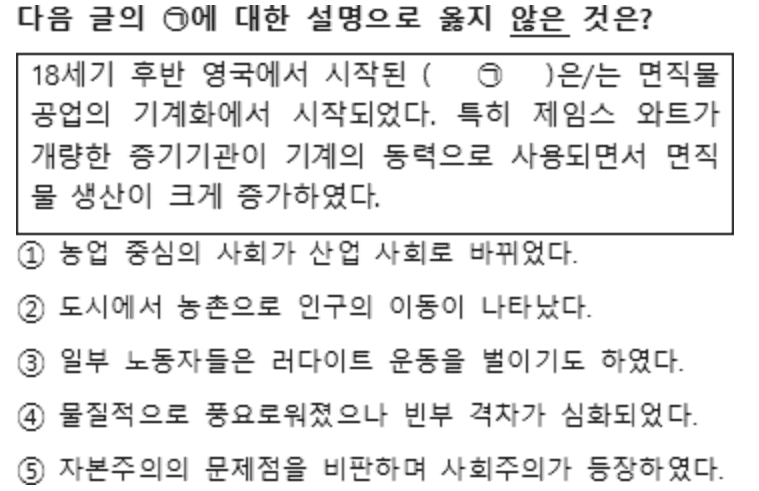 다음 글의 ㉠에 대한 설명으로 옳지 않은 것은?
18세기 후반 영국에서 시작된 ( ㉠ )은/는 면직물
공업의 기계화에서 시작되었다. 특히 제임스 와트가
개량한 증기기관이 기계의 동력으로 사용되면서 면직
물 생산이 크게 증가하였다.
① 농업 중심의 사회가 산업 사회로 바뀌었다.
② 도시에서 농촌으로 인구의 이동이 나타났다.
③ 일부 노동자들은 러다이트 운동을 벌이기도 하였다.
④ 물질적으로 풍요로워졌으나 빈부 격차가 심화되었다.
⑤ 자본주의의 문제점을 비판하며 사회주의가 등장하였다.